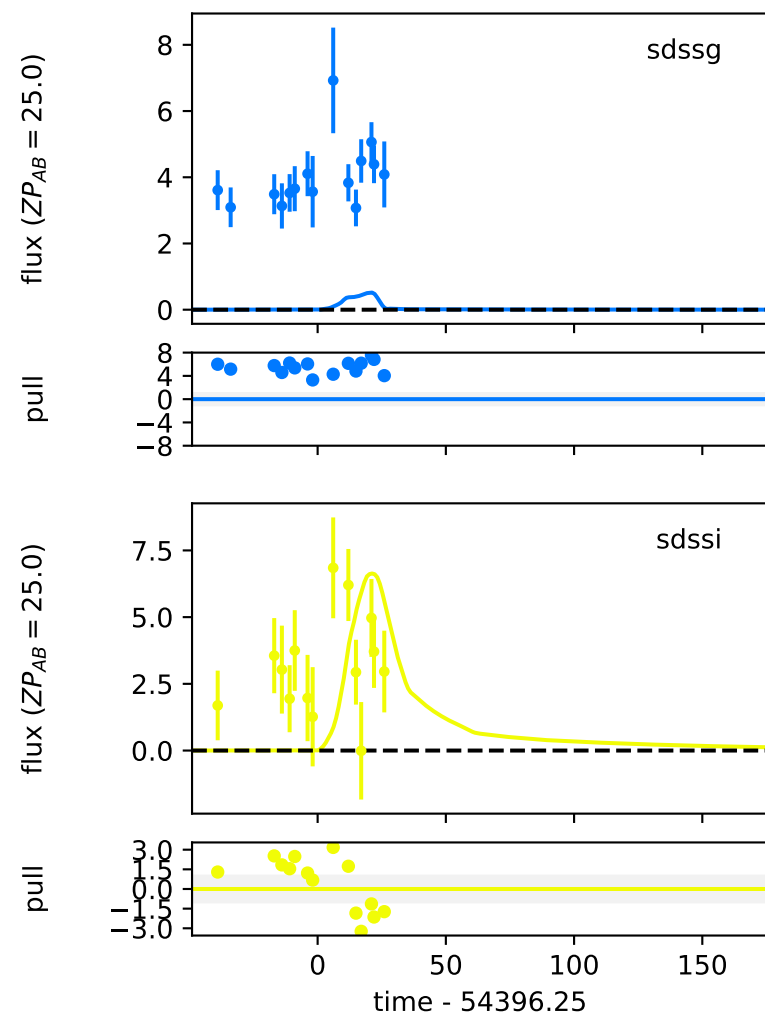 sdssg
flux (ZP_AB = 25.0)
8
6
4
2
0
pull
8
4
0
−4
−8
sdssi
flux (ZP_AB = 25.0)
7.5
5.0
2.5
0.0
pull
3.0
1.5
0.0
−1.5
−3.0
0 50 100 150
time - 54396.25